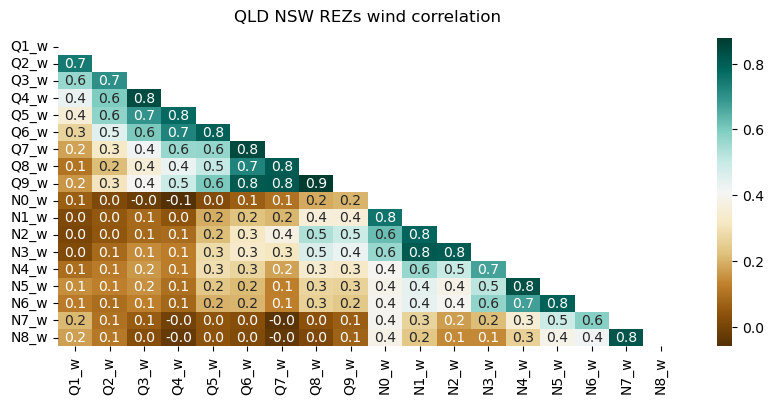 QLD NSW REZs wind correlation
Q1_w
Q2_w 0.7
Q3_w 0.6 0.7
Q4_w 0.4 0.6 0.8
Q5_w 0.4 0.6 0.7 0.8
Q6_w 0.3 0.5 0.6 0.7 0.8
Q7_w 0.2 0.3 0.4 0.6 0.6 0.8
Q8_w 0.1 0.2 0.4 0.4 0.5 0.7 0.8
Q9_w 0.2 0.3 0.4 0.5 0.6 0.8 0.8 0.9
N0_w 0.1 0.0 -0.0 -0.1 0.0 0.1 0.1 0.2 0.2
N1_w 0.0 0.0 0.1 0.0 0.2 0.2 0.2 0.4 0.4 0.8
N2_w 0.0 0.0 0.1 0.1 0.2 0.3 0.4 0.5 0.5 0.6 0.8
N3_w 0.0 0.1 0.1 0.1 0.3 0.3 0.3 0.5 0.4 0.6 0.8 0.8
N4_w 0.1 0.1 0.2 0.1 0.3 0.3 0.2 0.3 0.3 0.4 0.6 0.5 0.7
N5_w 0.1 0.1 0.2 0.1 0.2 0.2 0.1 0.3 0.3 0.4 0.4 0.4 0.5 0.8
N6_w 0.1 0.1 0.1 0.1 0.2 0.2 0.1 0.3 0.2 0.4 0.4 0.4 0.6 0.7 0.8
N7_w 0.2 0.1 0.1 -0.0 0.0 0.0 -0.0 0.0 0.1 0.4 0.3 0.2 0.2 0.3 0.5 0.6
N8_w 0.2 0.1 0.0 -0.0 0.0 0.0 -0.0 0.0 0.1 0.4 0.2 0.1 0.1 0.3 0.4 0.4 0.8
Q1_w Q2_w Q3_w Q4_w Q5_w Q6_w Q7_w Q8_w Q9_w N0_w N1_w N2_w N3_w N4_w N5_w N6_w N7_w N8_w
0.8
0.6
0.4
0.2
0.0